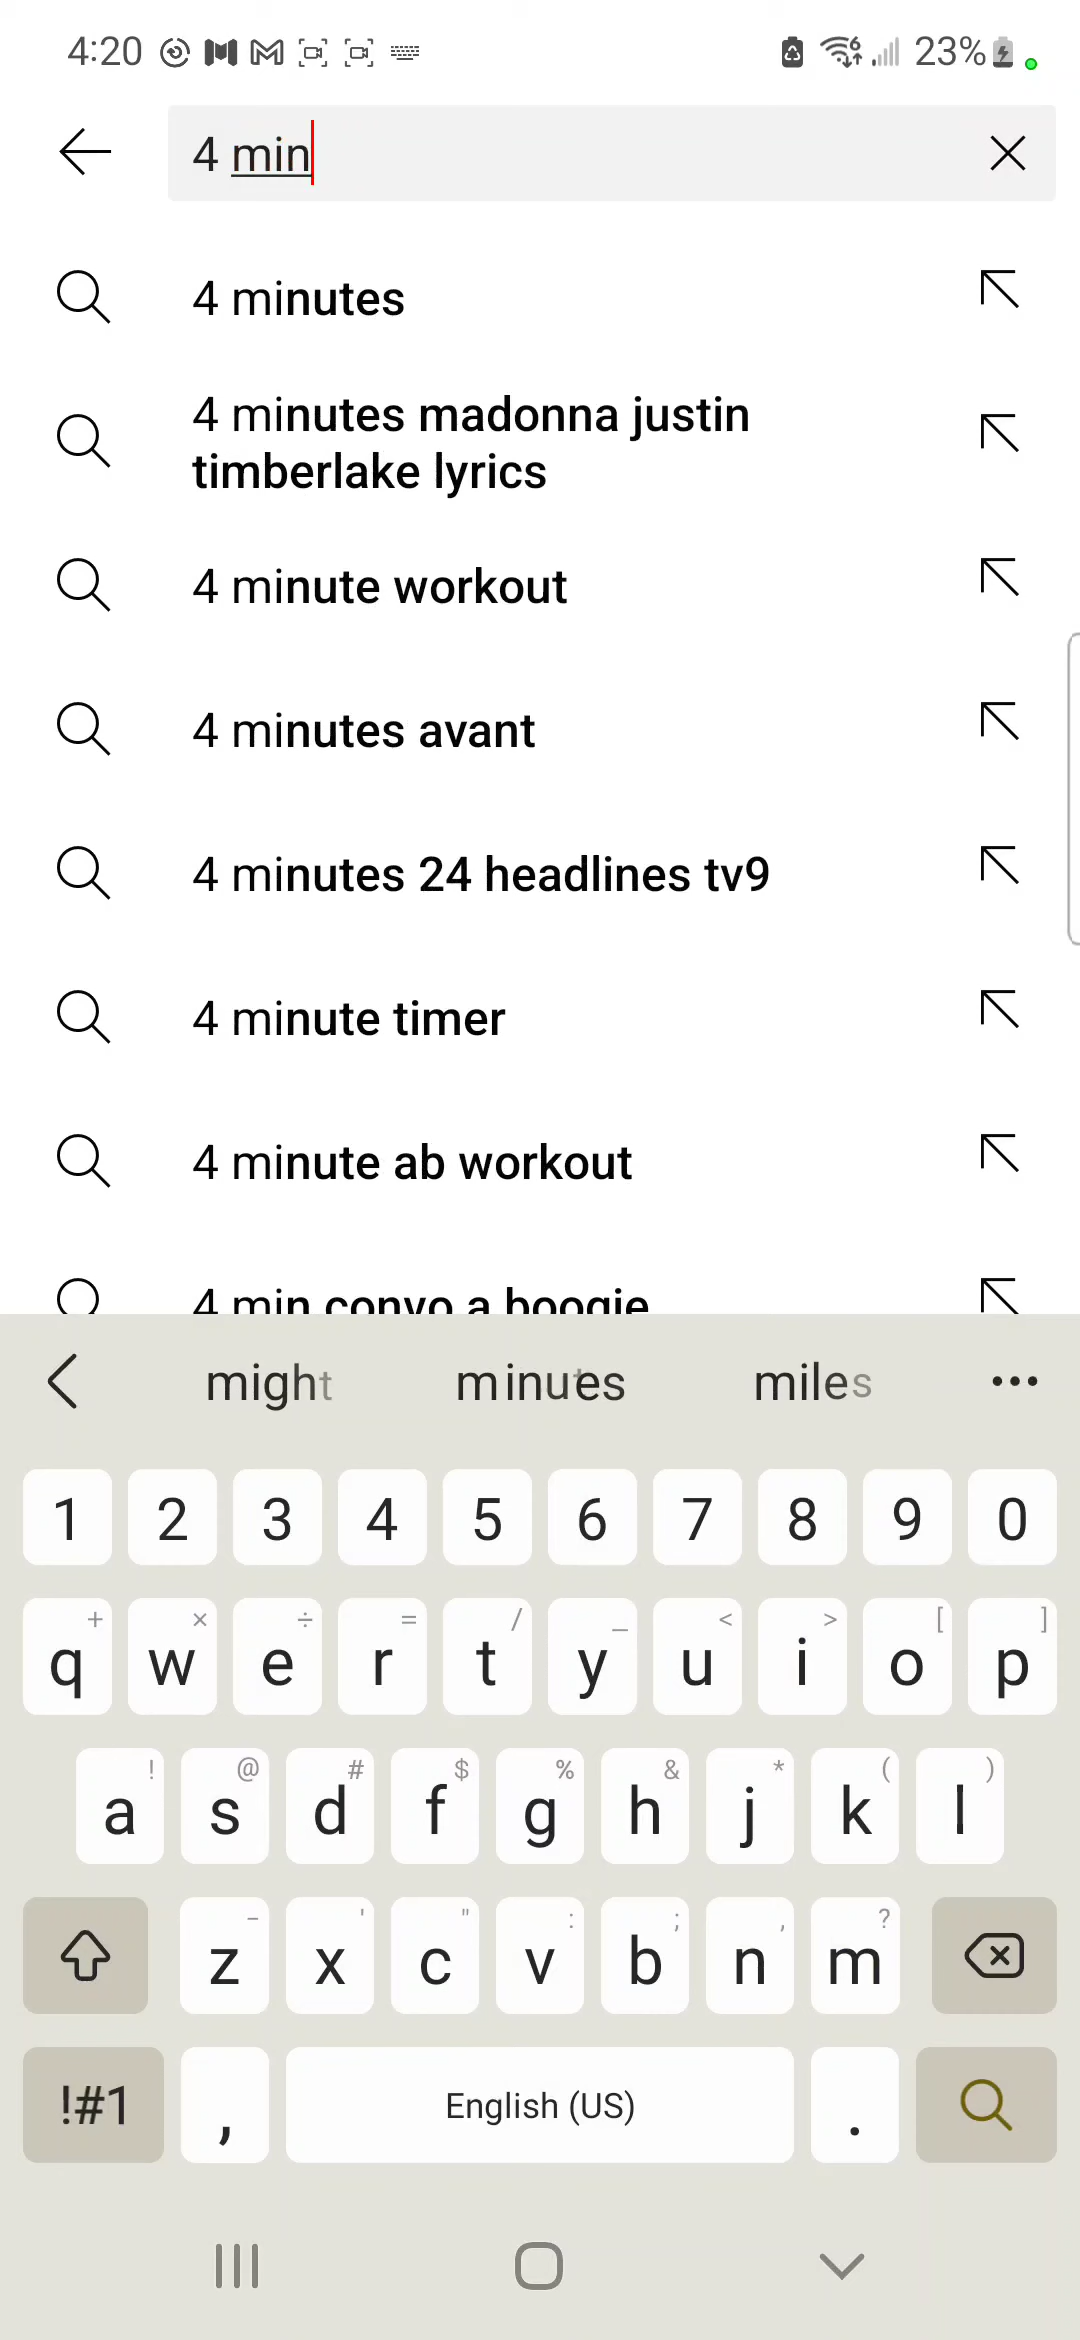 4:20 23%
4 min
4 minutes
4 minutes madonna justin
timberlake lyrics
4 minute workout
4 minutes avant
4 minutes 24 headlines tv9
4 minute timer
4 minute ab workout
4 min convo a boogie
might minutes miles •••
1 2 3 4 5 6 7 8 9 0
+ × ÷ = / _ < > [ ]
q w e r t y u i o p
! @ # $ % & * ( )
a s d f g h j k l
- ' " : ; , ?
z x c v b n m
!#1 , English (US) .